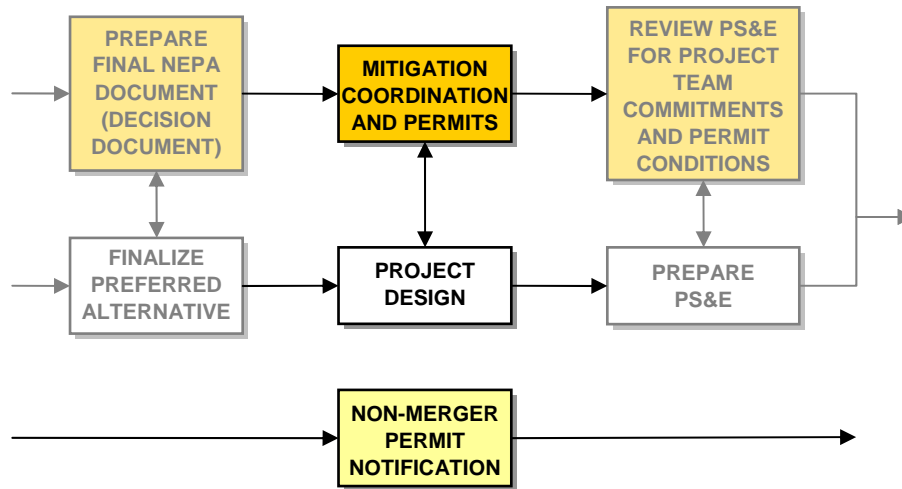 PREPARE
FINAL NEPA
DOCUMENT
(DECISION
DOCUMENT)
MITIGATION
COORDINATION
AND PERMITS
REVIEW PS&E
FOR PROJECT
TEAM
COMMITMENTS
AND PERMIT
CONDITIONS
FINALIZE
PREFERRED
ALTERNATIVE
PROJECT
DESIGN
PREPARE
PS&E
NON-MERGER
PERMIT
NOTIFICATION